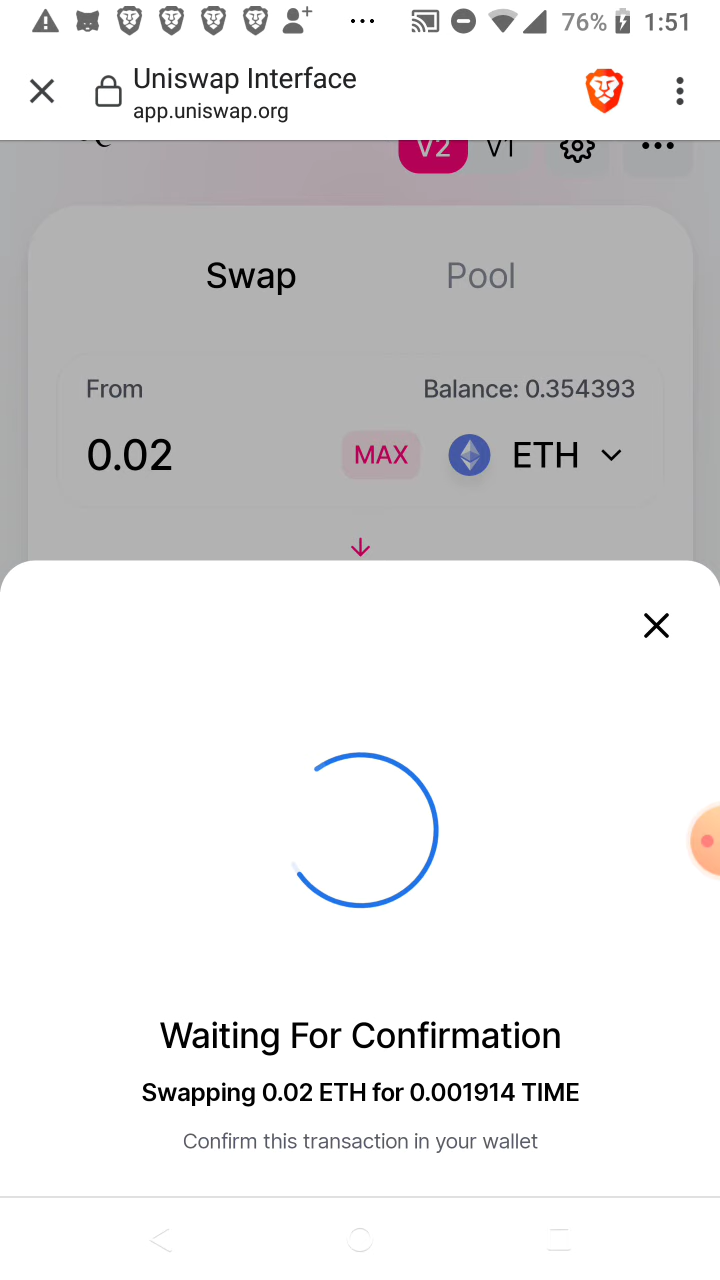 76% 1:51
Uniswap Interface
app.uniswap.org
V2 V1
Swap Pool
From Balance: 0.354393
0.02 MAX ETH
Waiting For Confirmation
Swapping 0.02 ETH for 0.001914 TIME
Confirm this transaction in your wallet